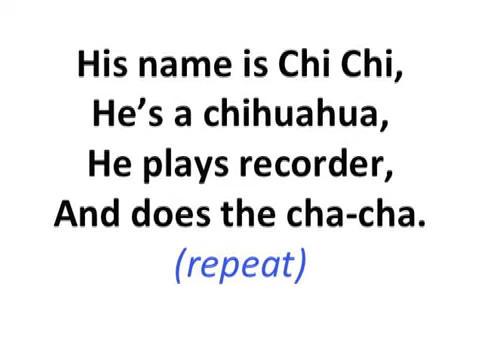 His name is Chi Chi,
He’s a chihuahua,
He plays recorder,
And does the cha-cha.
(repeat)